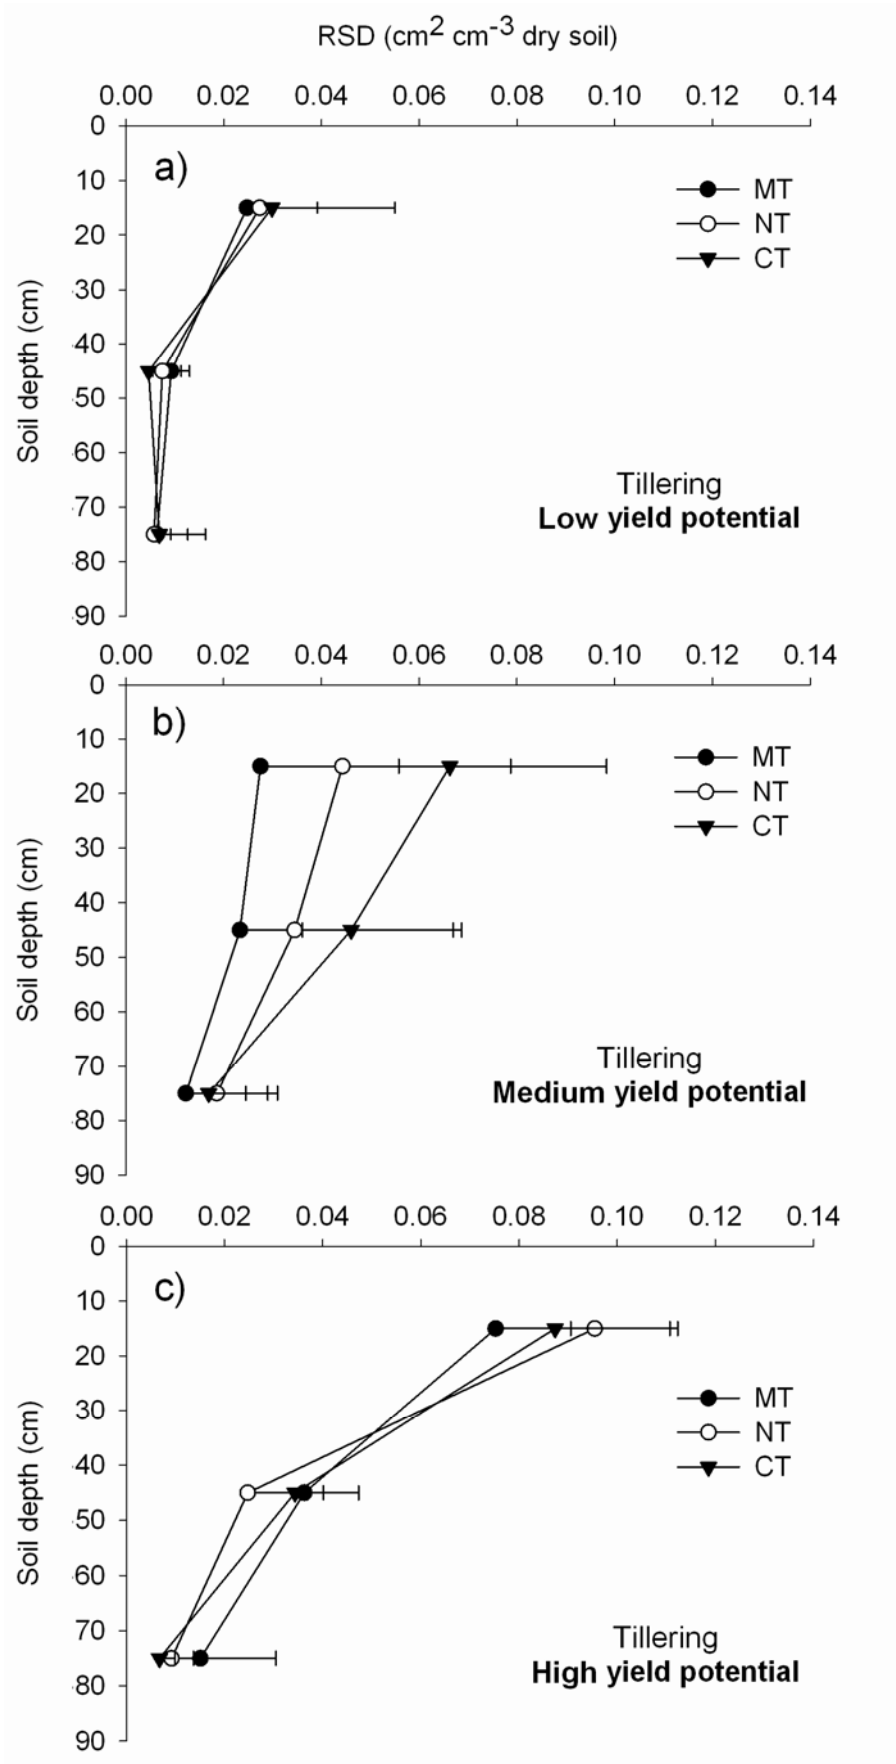 RSD (cm² cm⁻³ dry soil)
0.00 0.02 0.04 0.06 0.08 0.10 0.12 0.14
0
10
20
30
40
50
60
70
80
90
Soil depth (cm)
a)
MT
NT
CT
Tillering
Low yield potential
0.00 0.02 0.04 0.06 0.08 0.10 0.12 0.14
0
10
20
30
40
50
60
70
80
90
Soil depth (cm)
b)
MT
NT
CT
Tillering
Medium yield potential
0.00 0.02 0.04 0.06 0.08 0.10 0.12 0.14
0
10
20
30
40
50
60
70
80
90
Soil depth (cm)
c)
MT
NT
CT
Tillering
High yield potential